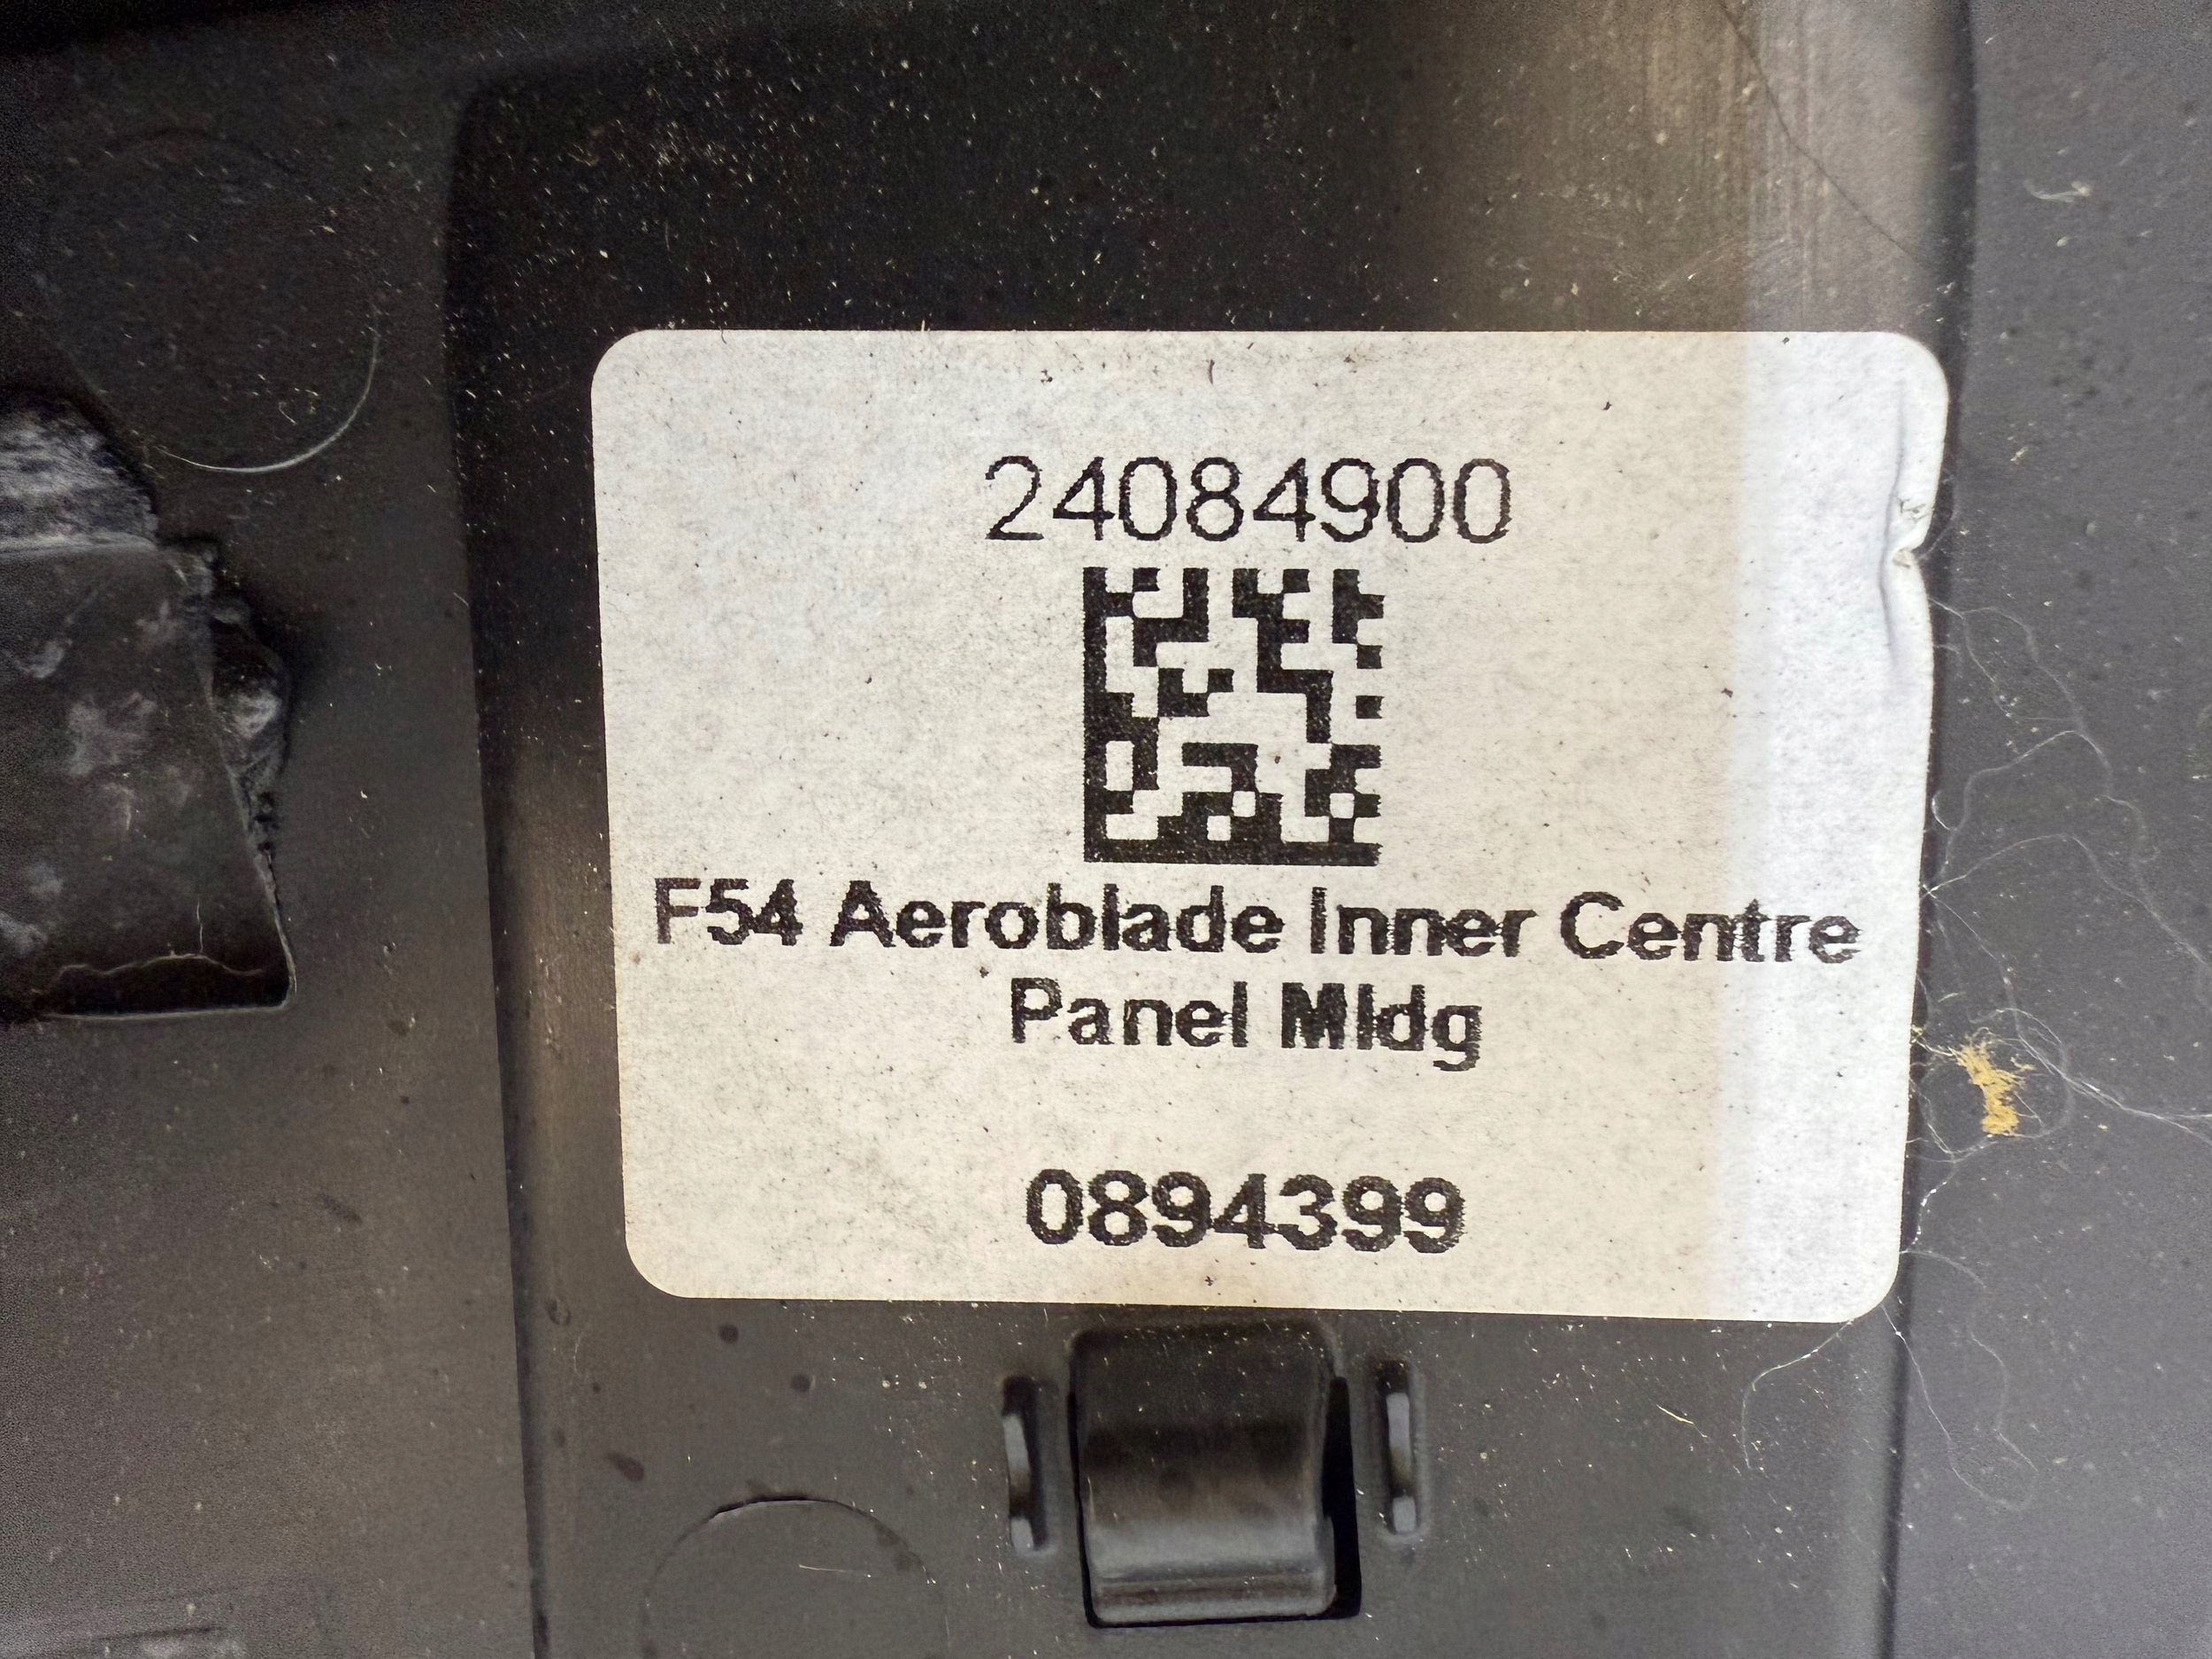 24084900
F54 Aeroblade Inner Centre
Panel Mldg
0894399